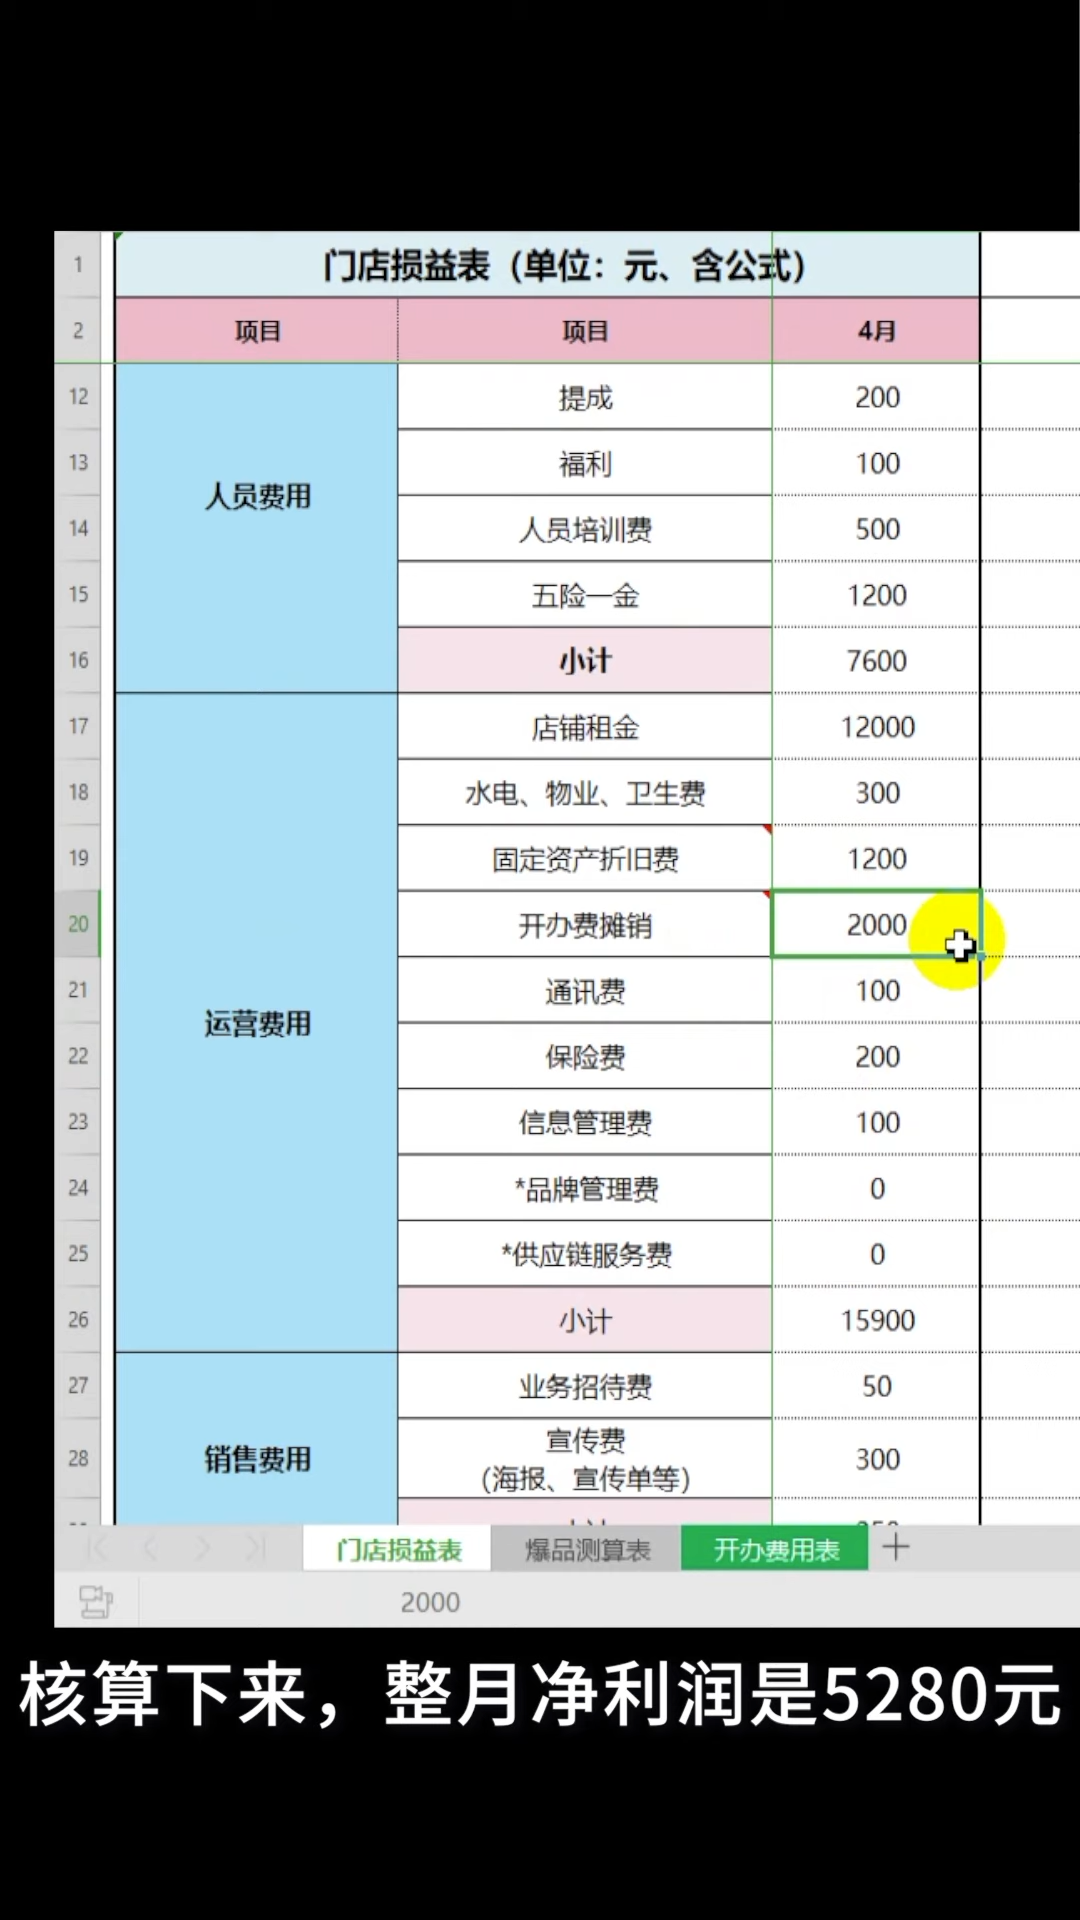 1 门店损益表（单位：元、含公式）
2 项目 项目 4月
12 提成 200
人员费用
13 福利 100
14 人员培训费 500
15 五险一金 1200
16 小计 7600
17 店铺租金 12000
18 水电、物业、卫生费 300
19 固定资产折旧费 1200
20 开办费摊销 2000
21 通讯费 100
运营费用
22 保险费 200
23 信息管理费 100
24 *品牌管理费 0
25 *供应链服务费 0
26 小计 15900
27 业务招待费 50
销售费用
28 宣传费
（海报、宣传单等） 300
门店损益表 爆品测算表 开办费用表
2000
核算下来，整月净利润是5280元